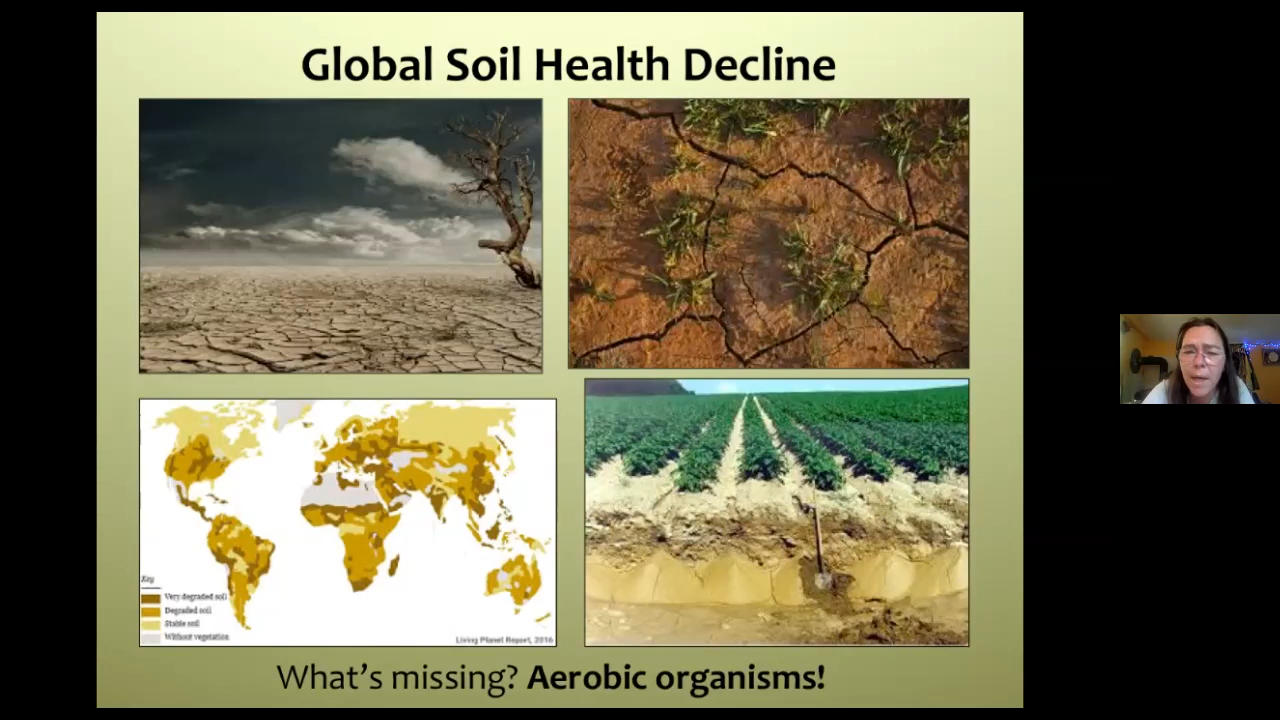 Global Soil Health Decline
Key
Very degraded soil
Degraded soil
Stable soil
Without vegetation
Living Planet Report, 2016
What's missing? Aerobic organisms!